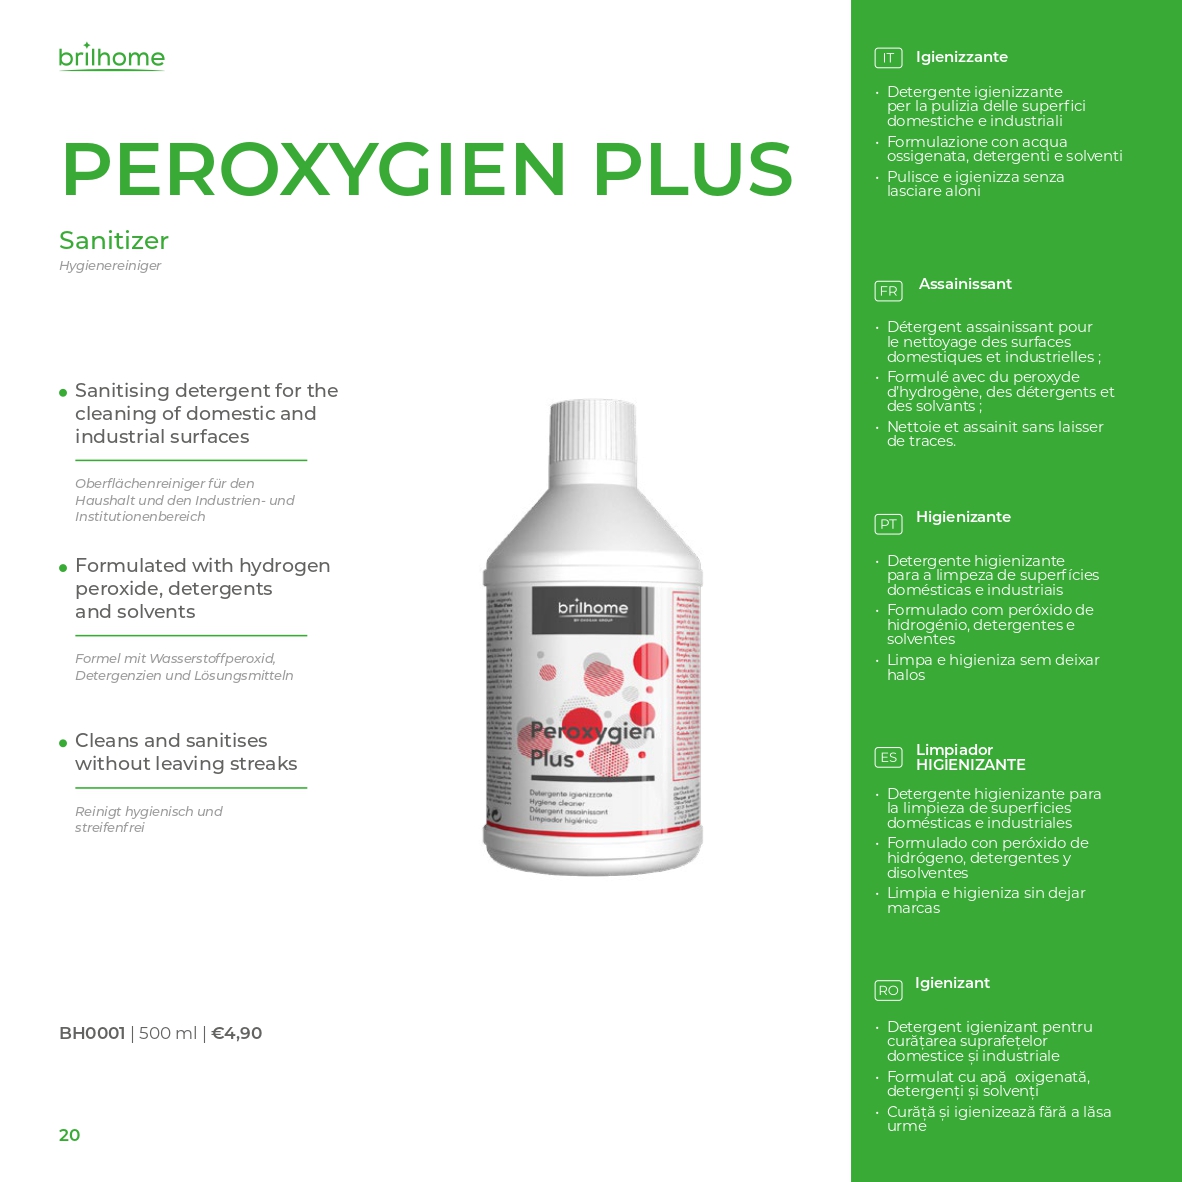 brilhome
PEROXYGIEN PLUS
Sanitizer
Hygienereiniger
• Sanitising detergent for the
cleaning of domestic and
industrial surfaces
Oberflächenreiniger für den
Haushalt und den Industrien- und
Institutionenbereich
• Formulated with hydrogen
peroxide, detergents
and solvents
Formel mit Wasserstoffperoxid,
Detergenzien und Lösungsmitteln
• Cleans and sanitises
without leaving streaks
Reinigt hygienisch und
streifenfrei
brilhome
Peroxygien
Plus
Detergente igienizzante
Hygiene cleaner
Détergent assainissant
Limpiador higiénico
BH0001 | 500 ml | €4,90
20
IT Igienizzante
• Detergente igienizzante
per la pulizia delle superfici
domestiche e industriali
• Formulazione con acqua
ossigenata, detergenti e solventi
• Pulisce e igienizza senza
lasciare aloni
FR Assainissant
• Détergent assainissant pour
le nettoyage des surfaces
domestiques et industrielles ;
• Formulé avec du peroxyde
d’hydrogène, des détergents et
des solvants ;
• Nettoie et assainit sans laisser
de traces.
PT Higienizante
• Detergente higienizante
para a limpeza de superfícies
domésticas e industriais
• Formulado com peróxido de
hidrogénio, detergentes e
solventes
• Limpa e higieniza sem deixar
halos
ES Limpiador
HIGIENIZANTE
• Detergente higienizante para
la limpieza de superficies
domésticas e industriales
• Formulado con peróxido de
hidrógeno, detergentes y
disolventes
• Limpia e higieniza sin dejar
marcas
RO Igienizant
• Detergent igienizant pentru
curățarea suprafețelor
domestice și industriale
• Formulat cu apă oxigenată,
detergenți și solvenți
• Curăță și igienizează fără a lăsa
urme